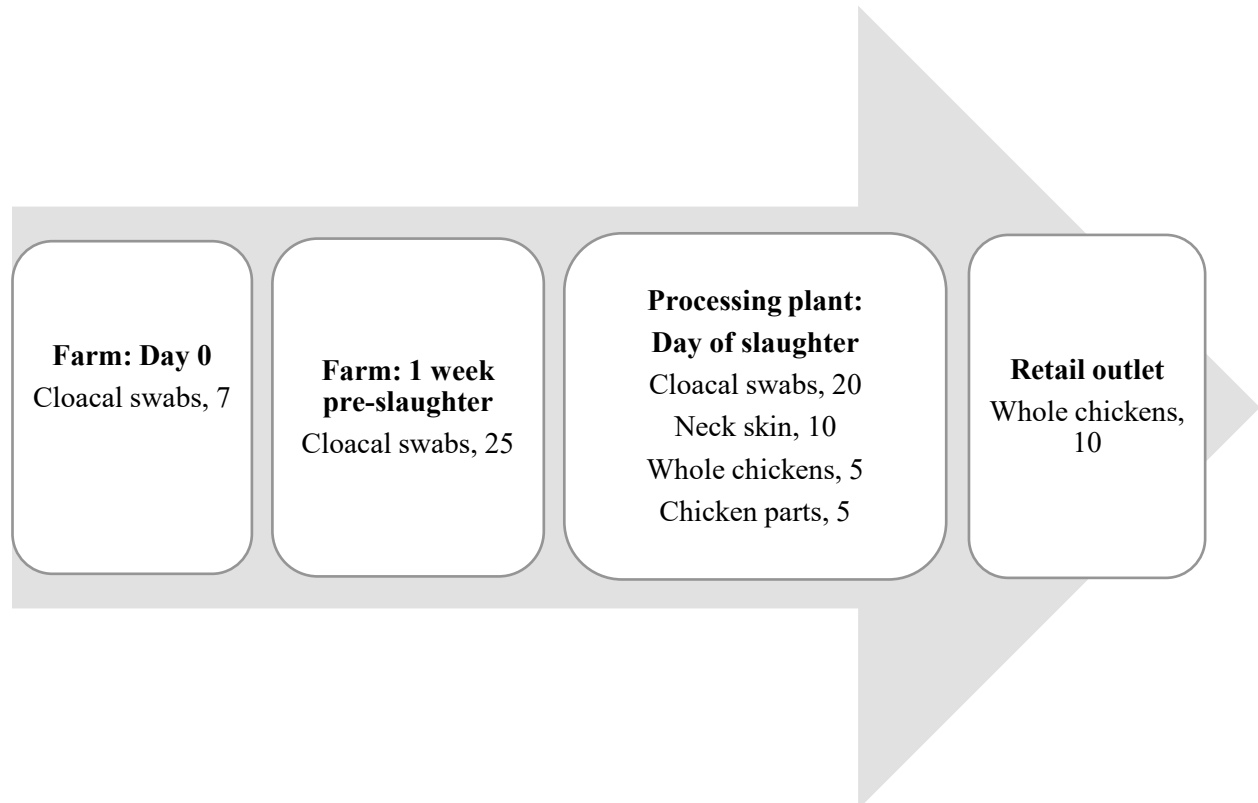 Farm: Day 0
Cloacal swabs, 7
Farm: 1 week
pre-slaughter
Cloacal swabs, 25
Processing plant:
Day of slaughter
Cloacal swabs, 20
Neck skin, 10
Whole chickens, 5
Chicken parts, 5
Retail outlet
Whole chickens,
10